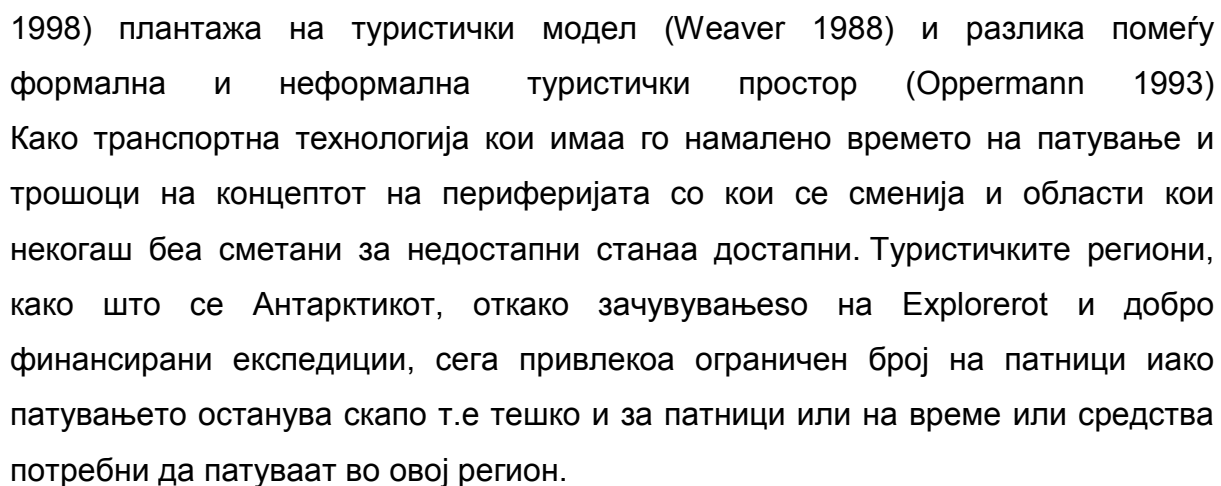 1998) плантажа на туристички модел (Weaver 1988) и разлика помеѓу
формална и неформална туристички простор (Oppermann 1993)
Како транспортна технологија кои имаа го намалено времето на патување и
трошоци на концептот на периферијата со кои се сменија и области кои
некогаш беа сметани за недостапни станаа достапни. Туристичките региони,
како што се Антарктикот, откако зачувувањеso на Explorerot и добро
финансирани експедиции, сега привлекоа ограничен број на патници иако
патувањето останува скапо т.е тешко и за патници или на време или средства
потребни да патуваат во овој регион.